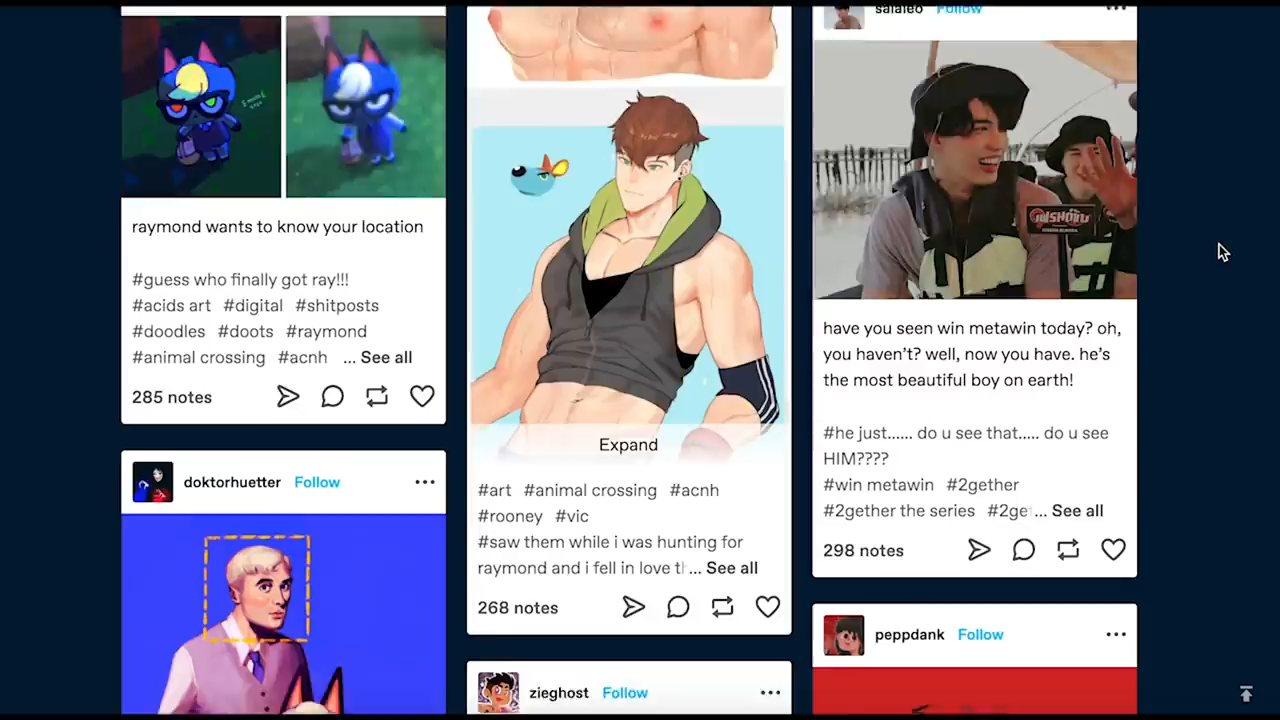 raymond wants to know your location
#guess who finally got ray!!!
#acids art #digital #shitposts
#doodles #doots #raymond
#animal crossing #acnh ... See all
285 notes
doktorhuetter Follow
Expand
#art #animal crossing #acnh
#rooney #vic
#saw them while i was hunting for
raymond and i fell in love t... See all
268 notes
zieghost Follow
salaleo Follow
have you seen win metawin today? oh,
you haven't? well, now you have. he's
the most beautiful boy on earth!
#he just...... do u see that..... do u see
HIM????
#win metawin #2gether
#2gether the series #2ge... See all
298 notes
peppdank Follow